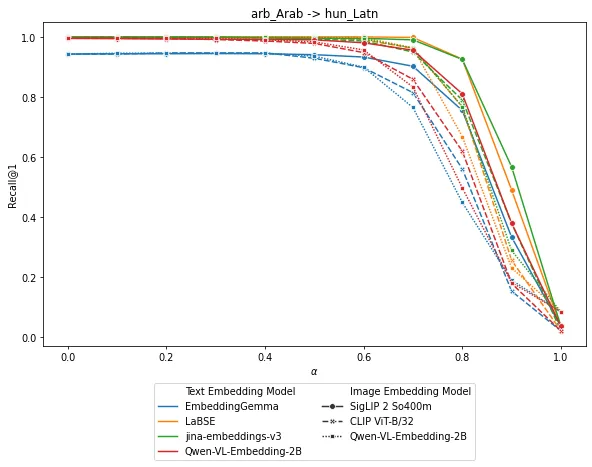 arb_Arab -> hun_Latn
Recall@1
1.0
0.8
0.6
0.4
0.2
0.0
0.0 0.2 0.4 0.6 0.8 1.0
α
Text Embedding Model Image Embedding Model
EmbeddingGemma SigLIP 2 So400m
LaBSE CLIP ViT-B/32
jina-embeddings-v3 Qwen-VL-Embedding-2B
Qwen-VL-Embedding-2B